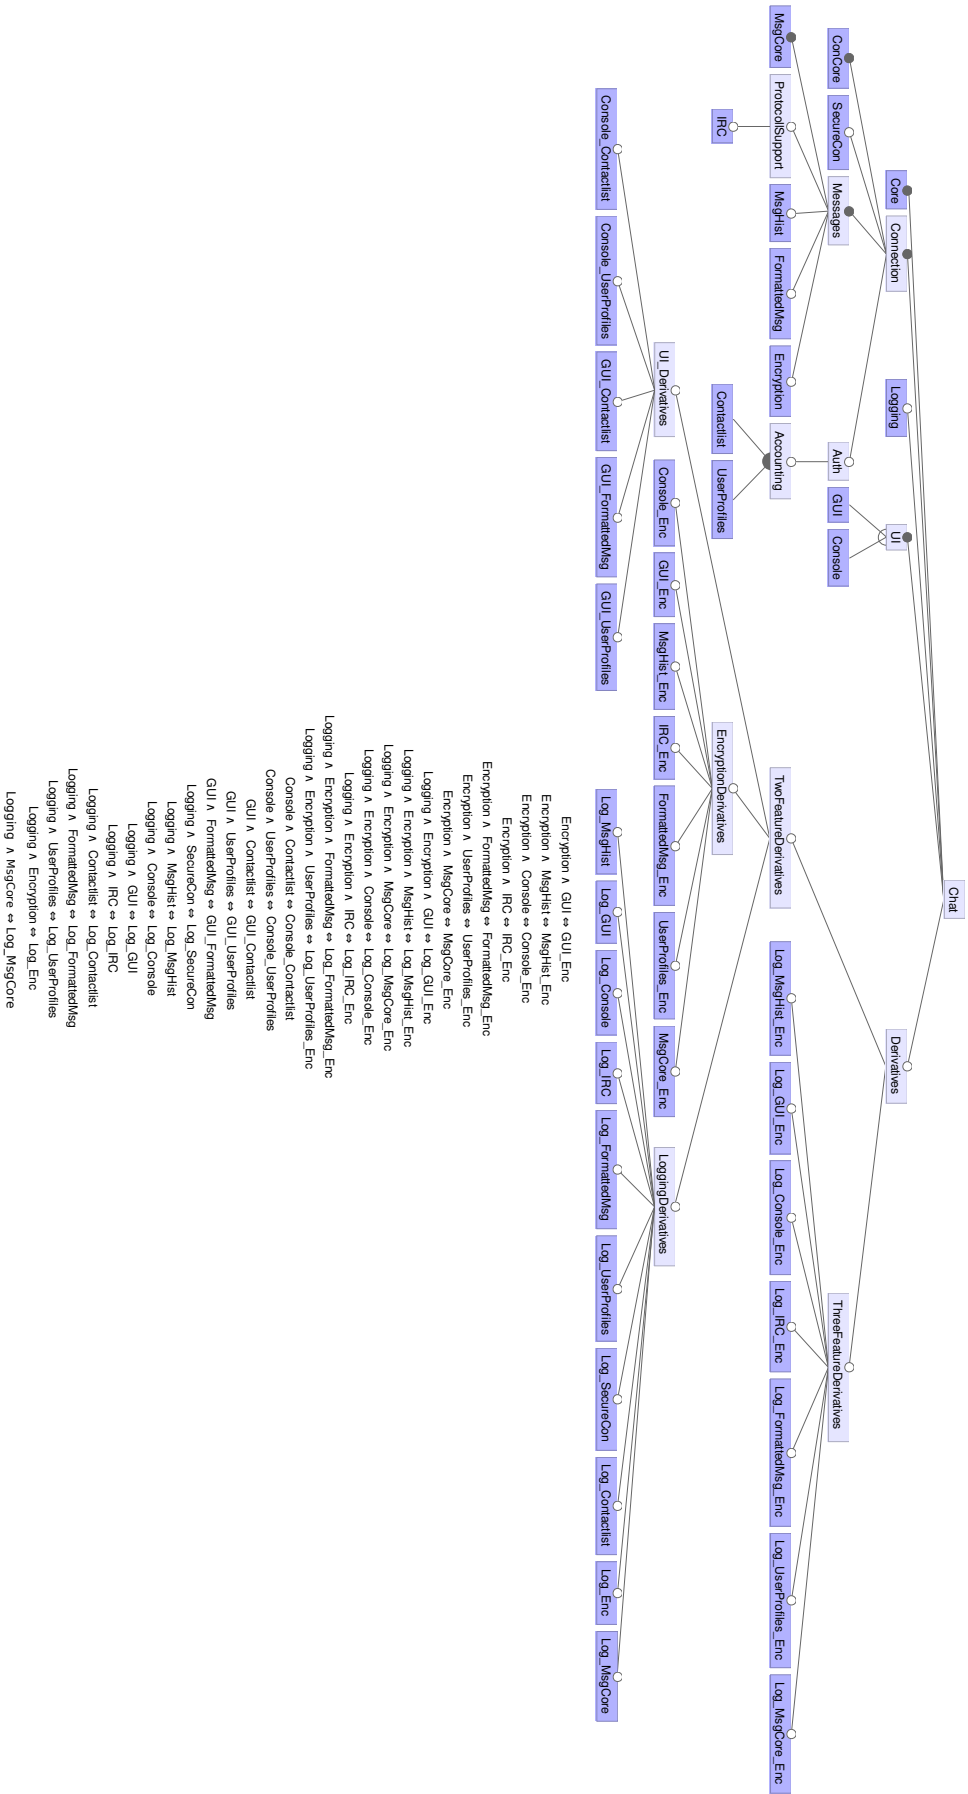 Chat
Core
Connection
Logging
UI
Derivatives
ConCore
SecureCon
Messages
Auth
GUI
Console
ThreeFeatureDerivatives
MsgCore
ProtocolSupport
MsgHist
FormattedMsg
Encryption
Accounting
TwoFeatureDerivatives
Log_MsgHist_Enc
Log_GUI_Enc
Log_Console_Enc
Log_IRC_Enc
Log_FormattedMsg_Enc
Log_UserProfiles_Enc
Log_MsgCore_Enc
IRC
Contactlist
UserProfiles
EncryptionDerivatives
UI_Derivatives
Console_Enc
GUI_Enc
MsgHist_Enc
IRC_Enc
FormattedMsg_Enc
UserProfiles_Enc
MsgCore_Enc
LoggingDerivatives
Console_Contactlist
Console_UserProfiles
GUI_Contactlist
GUI_FormattedMsg
GUI_UserProfiles
Log_MsgHist
Log_GUI
Log_Console
Log_IRC
Log_FormattedMsg
Log_UserProfiles
Log_SecureCon
Log_Contactlist
Log_Enc
Log_MsgCore
Encryption ∧ GUI ⇔ GUI_Enc
Encryption ∧ MsgHist ⇔ MsgHist_Enc
Encryption ∧ Console ⇔ Console_Enc
Encryption ∧ IRC ⇔ IRC_Enc
Encryption ∧ FormattedMsg ⇔ FormattedMsg_Enc
Encryption ∧ UserProfiles ⇔ UserProfiles_Enc
Encryption ∧ MsgCore ⇔ MsgCore_Enc
Logging ∧ Encryption ∧ GUI ⇔ Log_GUI_Enc
Logging ∧ Encryption ∧ MsgHist ⇔ Log_MsgHist_Enc
Logging ∧ Encryption ∧ MsgCore ⇔ Log_MsgCore_Enc
Logging ∧ Encryption ∧ Console ⇔ Log_Console_Enc
Logging ∧ Encryption ∧ IRC ⇔ Log_IRC_Enc
Logging ∧ Encryption ∧ FormattedMsg ⇔ Log_FormattedMsg_Enc
Logging ∧ Encryption ∧ UserProfiles ⇔ Log_UserProfiles_Enc
Console ∧ Contactlist ⇔ Console_Contactlist
Console ∧ UserProfiles ⇔ Console_UserProfiles
GUI ∧ Contactlist ⇔ GUI_Contactlist
GUI ∧ UserProfiles ⇔ GUI_UserProfiles
GUI ∧ FormattedMsg ⇔ GUI_FormattedMsg
Logging ∧ SecureCon ⇔ Log_SecureCon
Logging ∧ MsgHist ⇔ Log_MsgHist
Logging ∧ Console ⇔ Log_Console
Logging ∧ GUI ⇔ Log_GUI
Logging ∧ IRC ⇔ Log_IRC
Logging ∧ Contactlist ⇔ Log_Contactlist
Logging ∧ FormattedMsg ⇔ Log_FormattedMsg
Logging ∧ UserProfiles ⇔ Log_UserProfiles
Logging ∧ Encryption ⇔ Log_Enc
Logging ∧ MsgCore ⇔ Log_MsgCore